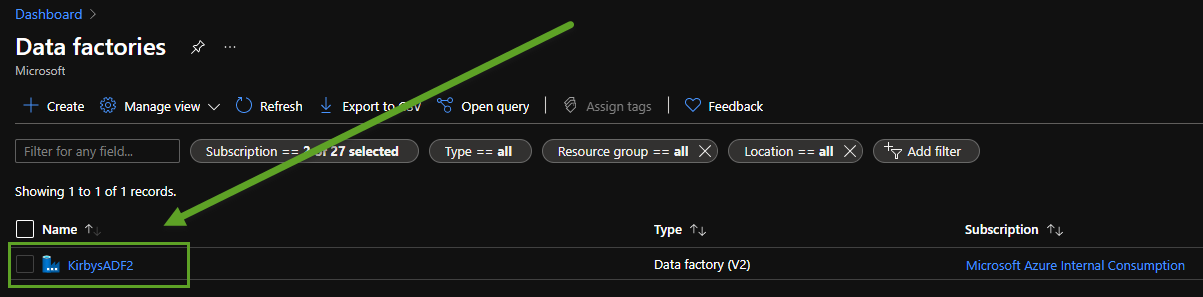 Dashboard >
Data factories ...
Microsoft
Create Manage view Refresh Export to CSV Open query Assign tags Feedback
Filter for any field... Subscription == of 27 selected Type == all Resource group == all Location == all Add filter
Showing 1 to 1 of 1 records.
Name ↑↓ Type ↑↓ Subscription ↑↓
KirbysADF2 Data factory (V2) Microsoft Azure Internal Consumption